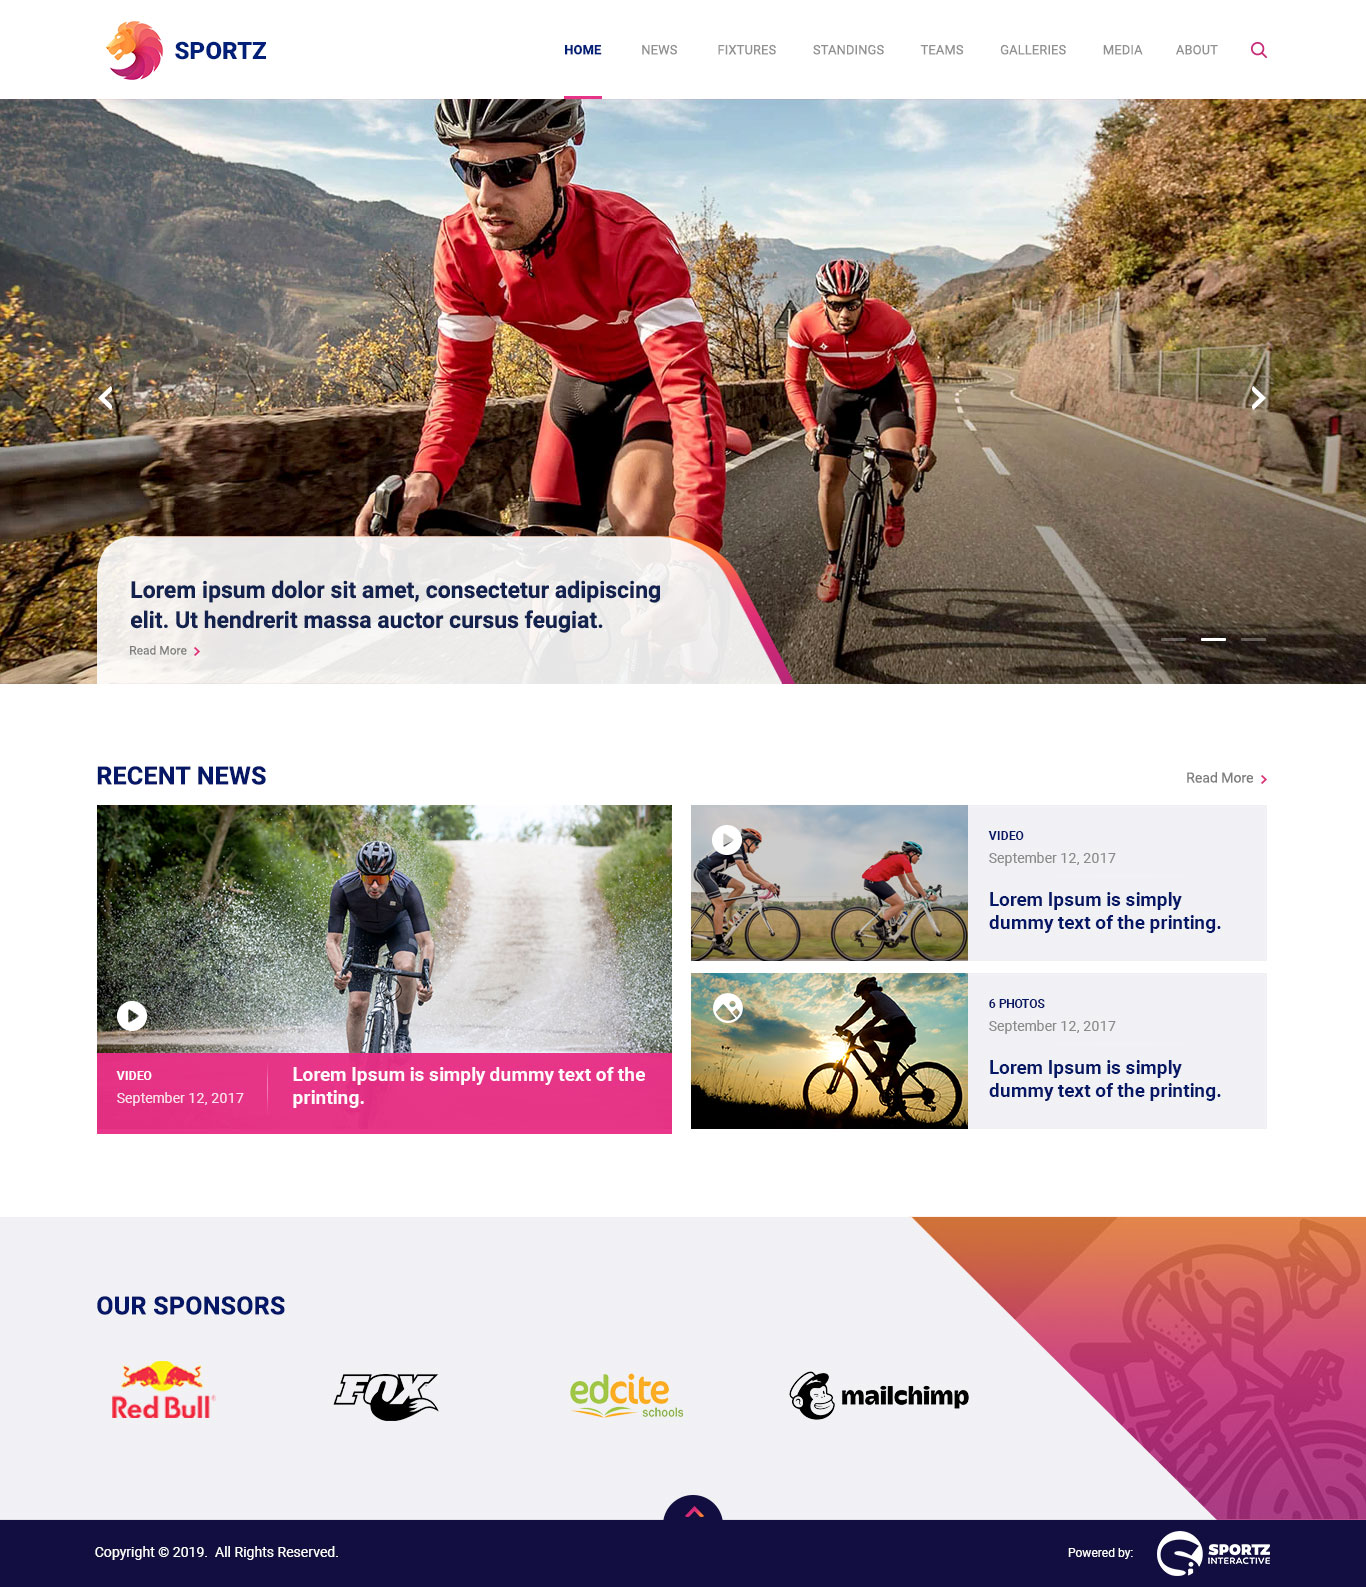 SPORTZ
HOME NEWS FIXTURES STANDINGS TEAMS GALLERIES MEDIA ABOUT
Lorem ipsum dolor sit amet, consectetur adipiscing
elit. Ut hendrerit massa auctor cursus feugiat.
Read More
RECENT NEWS
Read More
VIDEO
September 12, 2017
Lorem Ipsum is simply dummy text of the
printing.
VIDEO
September 12, 2017
Lorem Ipsum is simply
dummy text of the printing.
6 PHOTOS
September 12, 2017
Lorem Ipsum is simply
dummy text of the printing.
OUR SPONSORS
Red Bull
FOX
edcite
schools
mailchimp
Copyright © 2019. All Rights Reserved.
Powered by:
SPORTZ
INTERACTIVE